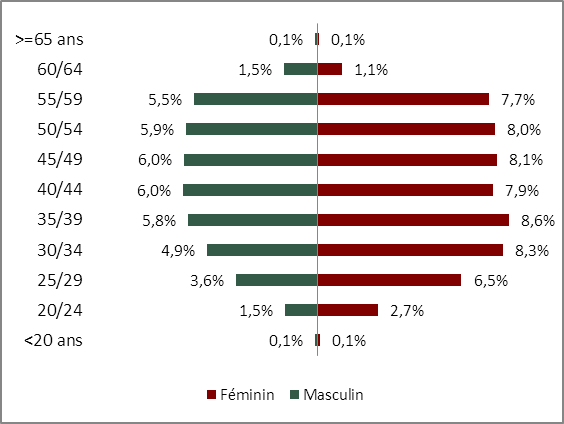 >=65 ans 0,1% 0,1%
60/64 1,5% 1,1%
55/59 5,5% 7,7%
50/54 5,9% 8,0%
45/49 6,0% 8,1%
40/44 6,0% 7,9%
35/39 5,8% 8,6%
30/34 4,9% 8,3%
25/29 3,6% 6,5%
20/24 1,5% 2,7%
<20 ans 0,1% 0,1%
Féminin Masculin